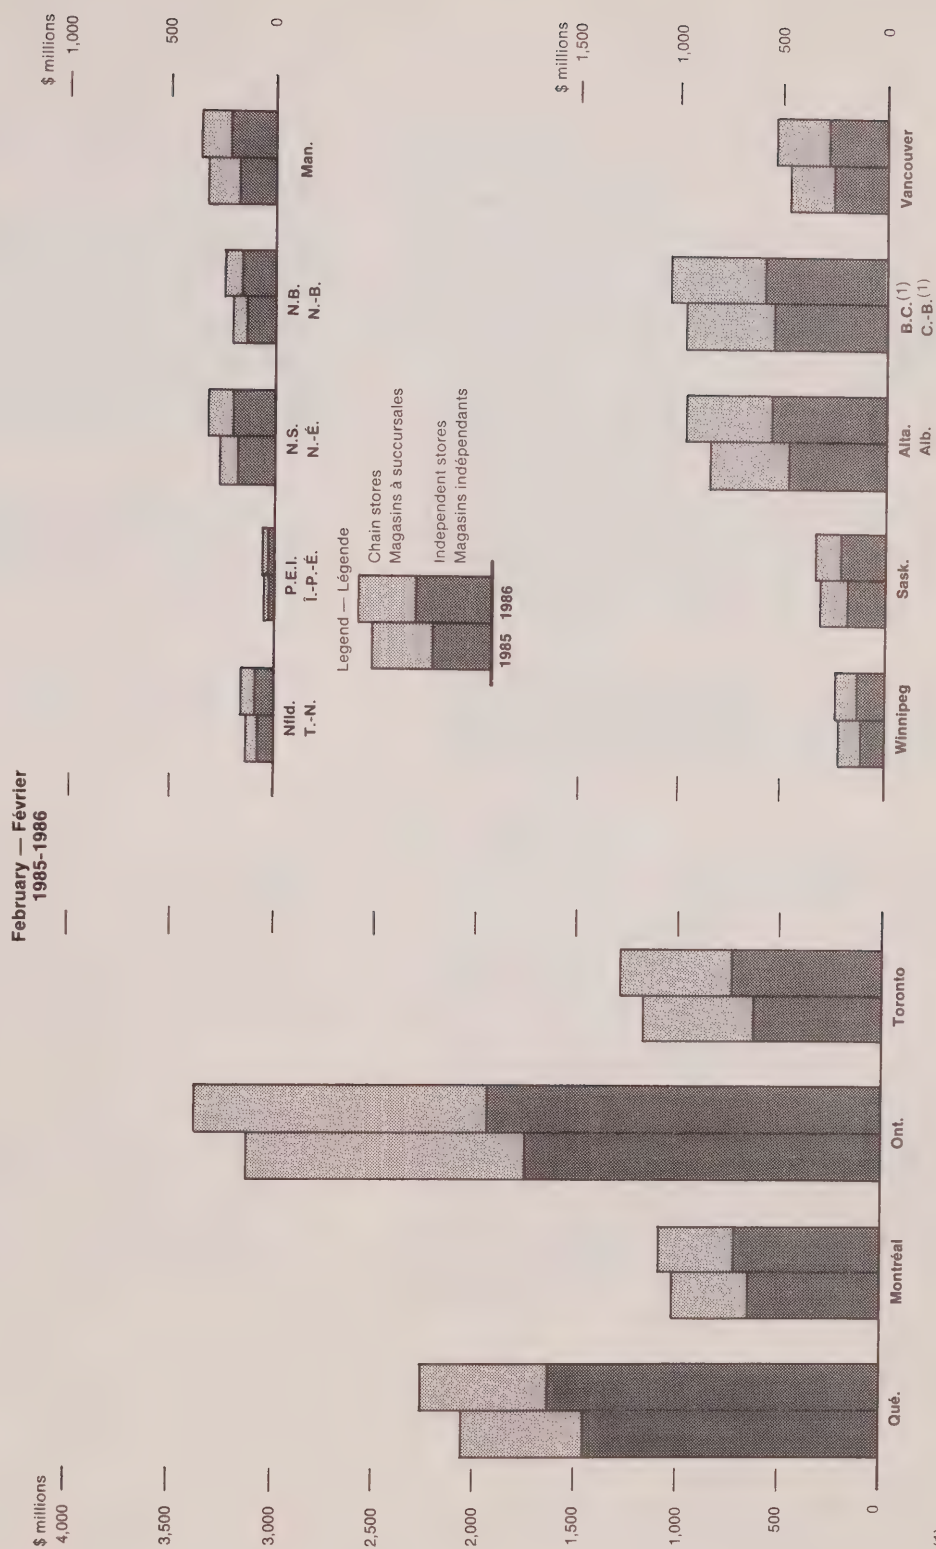 February — Février
1985-1986
$ millions
4,000
3,500
3,000
2,500
2,000
1,500
1,000
500
0
Qué.
Montréal
Ont.
Toronto
$ millions
1,000
500
0
Nfld.
T.-N.
P.E.I.
Î.-P.-É.
N.S.
N.-É.
N.B.
N.-B.
Man.
Legend — Légende
Chain stores
Magasins à succursales
Independent stores
Magasins indépendants
1985 1986
$ millions
1,500
1,000
500
0
Winnipeg
Sask.
Alta.
Alb.
B.C.(1)
C.-B.(1)
Vancouver
(1)